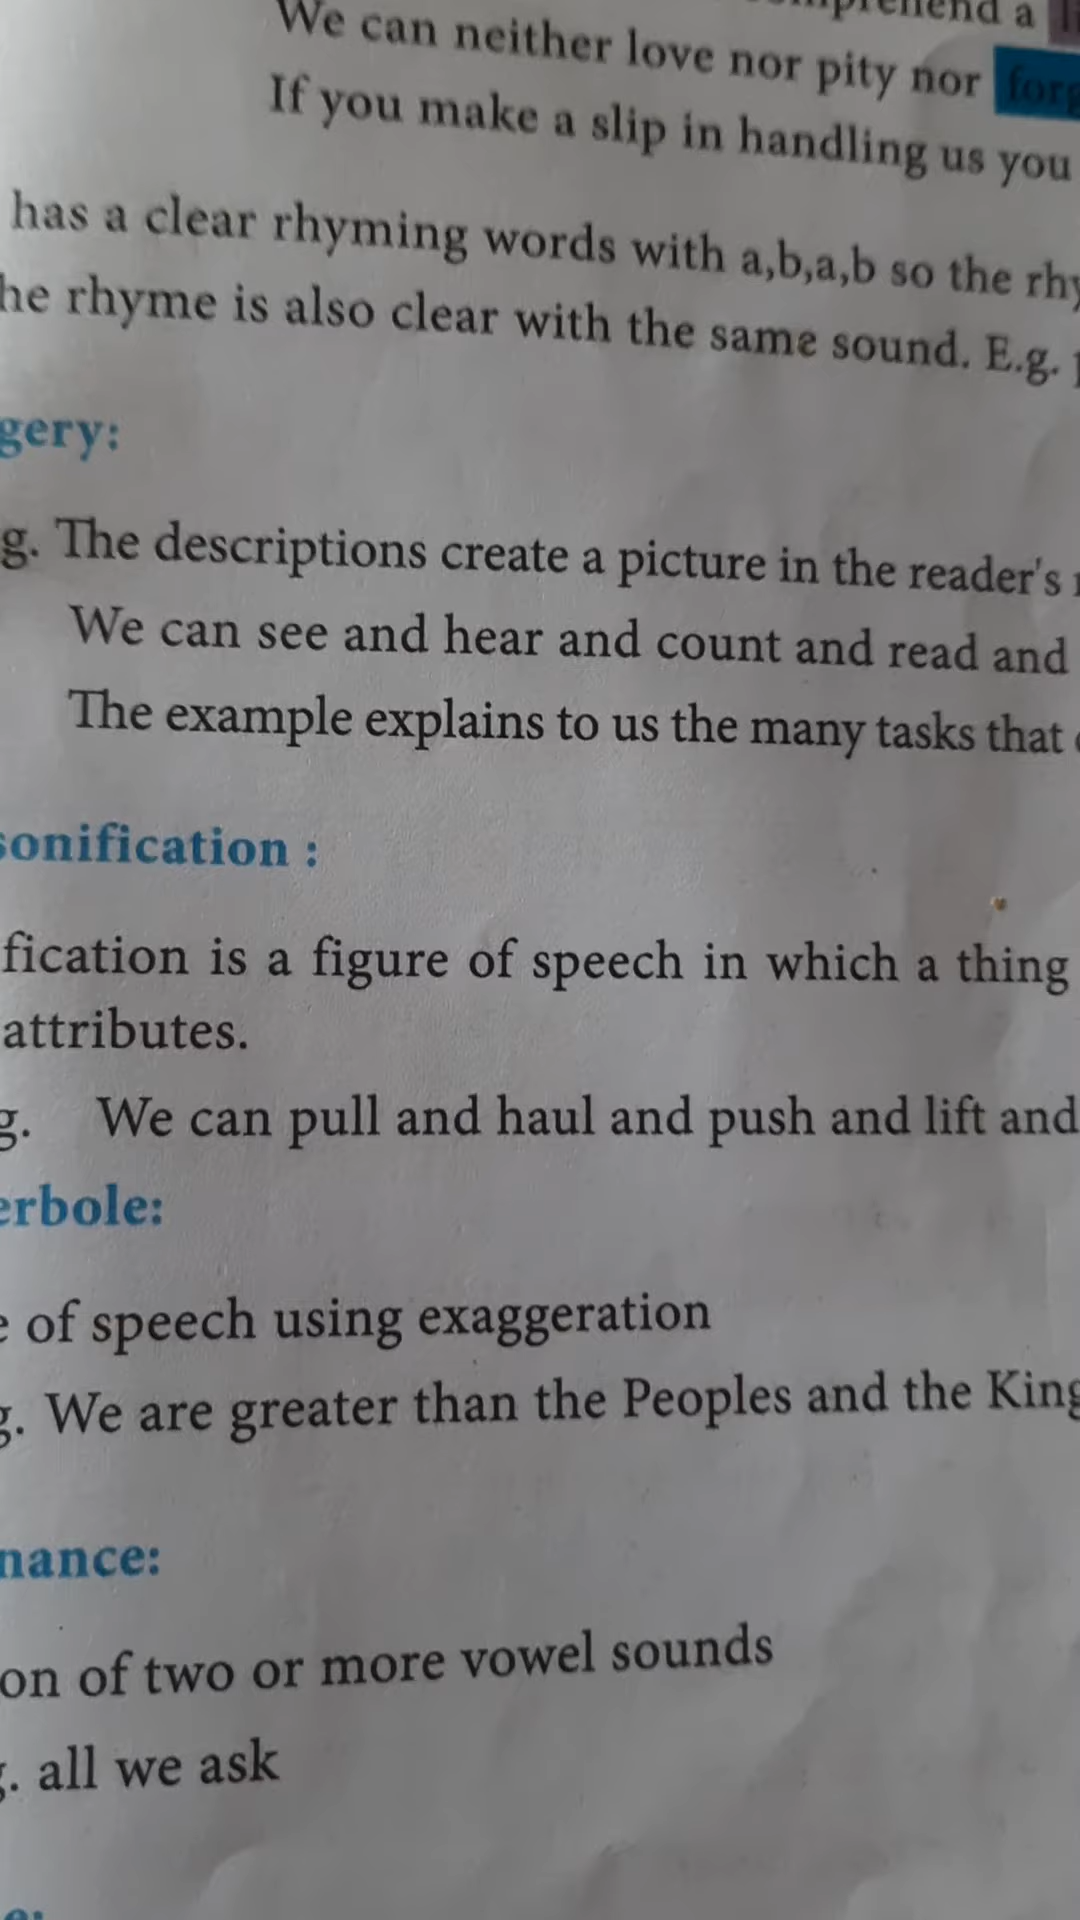 comprehend a
We can neither love nor pity nor forg
If you make a slip in handling us you
has a clear rhyming words with a,b,a,b so the rhy
he rhyme is also clear with the same sound. E.g.
gery:
g. The descriptions create a picture in the reader's
We can see and hear and count and read and
The example explains to us the many tasks that
sonification :
fication is a figure of speech in which a thing
attributes.
g. We can pull and haul and push and lift and
erbole:
e of speech using exaggeration
g. We are greater than the Peoples and the King
nance:
on of two or more vowel sounds
g. all we ask